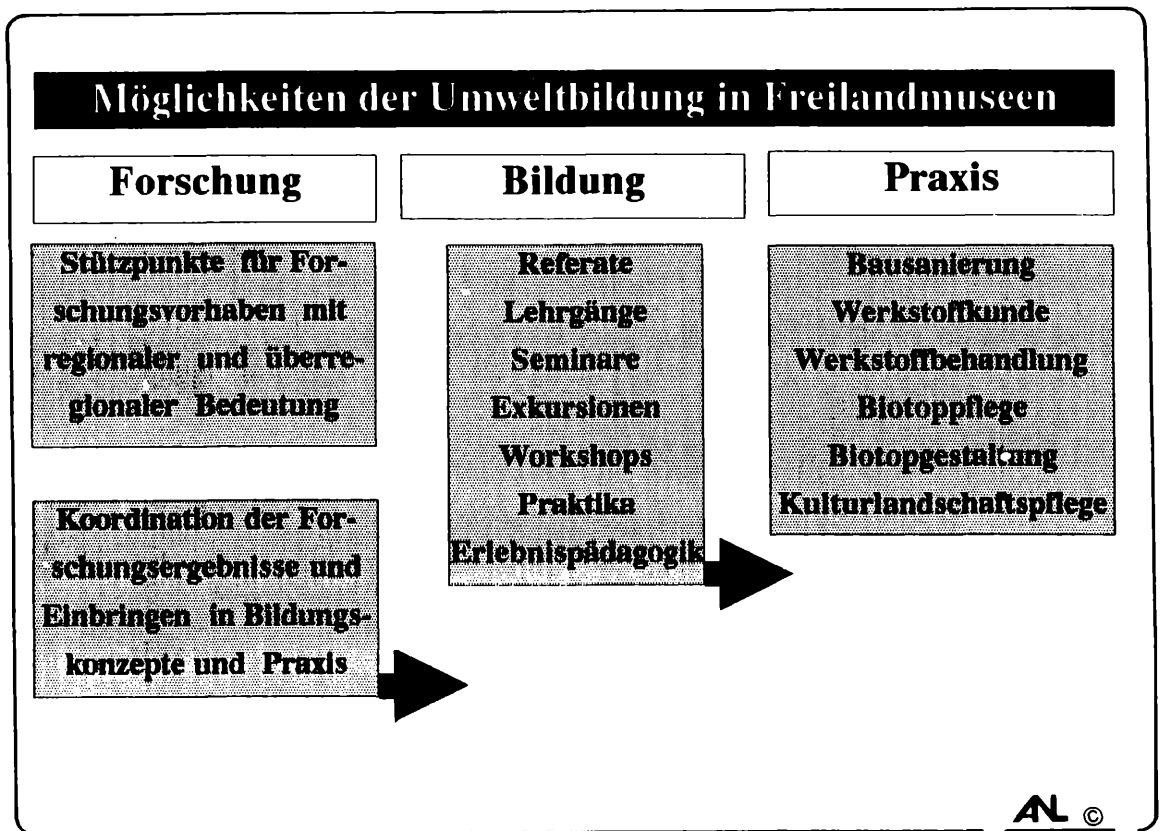 Möglichkeiten der Umweltbildung in Freilandmuseen
Forschung
Stützpunkte für For-
schungsvorhaben mit
regionaler und überre-
gionaler Bedeutung
Koordination der For-
schungsergebnisse und
Einbringen in Bildungs-
konzepte und Praxis
Bildung
Referate
Lehrgänge
Seminare
Exkursionen
Workshops
Praktika
Erlebnispädagogik
Praxis
Bausanierung
Werkstoffkunde
Werkstoffbehandlung
Biotoppflege
Biotopgestaltung
Kulturlandschaftspflege
ANL ©